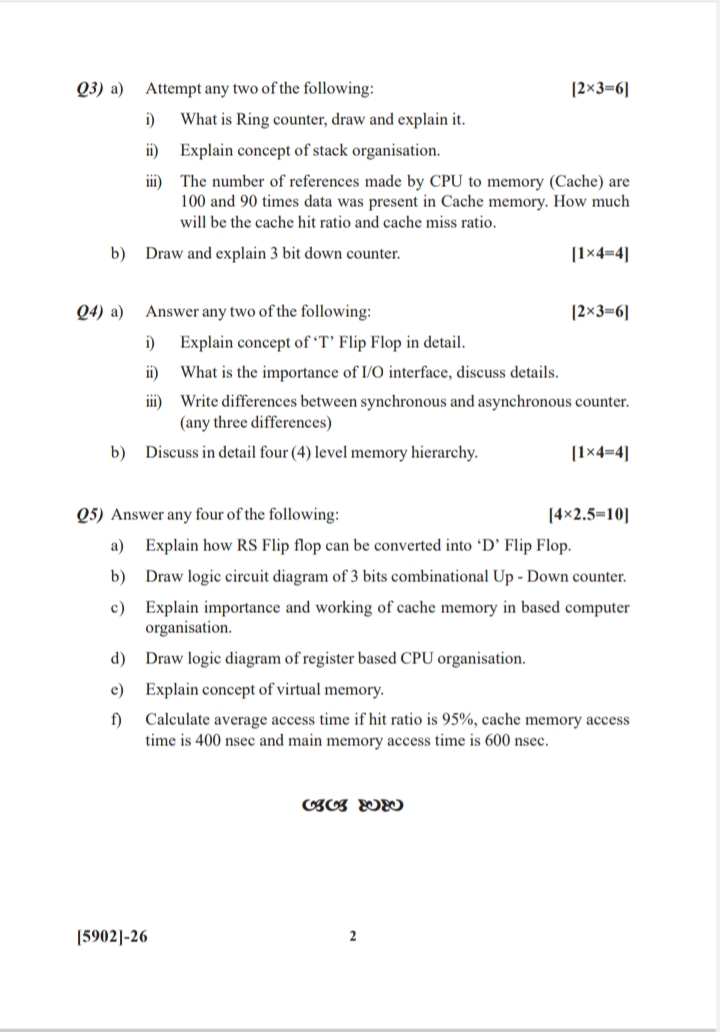 Q3) a) Attempt any two of the following: [2×3=6]
i) What is Ring counter, draw and explain it.
ii) Explain concept of stack organisation.
iii) The number of references made by CPU to memory (Cache) are
100 and 90 times data was present in Cache memory. How much
will be the cache hit ratio and cache miss ratio.
b) Draw and explain 3 bit down counter. [1×4=4]
Q4) a) Answer any two of the following: [2×3=6]
i) Explain concept of ‘T’ Flip Flop in detail.
ii) What is the importance of I/O interface, discuss details.
iii) Write differences between synchronous and asynchronous counter.
(any three differences)
b) Discuss in detail four (4) level memory hierarchy. [1×4=4]
Q5) Answer any four of the following: [4×2.5=10]
a) Explain how RS Flip flop can be converted into ‘D’ Flip Flop.
b) Draw logic circuit diagram of 3 bits combinational Up - Down counter.
c) Explain importance and working of cache memory in based computer
organisation.
d) Draw logic diagram of register based CPU organisation.
e) Explain concept of virtual memory.
f) Calculate average access time if hit ratio is 95%, cache memory access
time is 400 nsec and main memory access time is 600 nsec.
[5902]-26 2